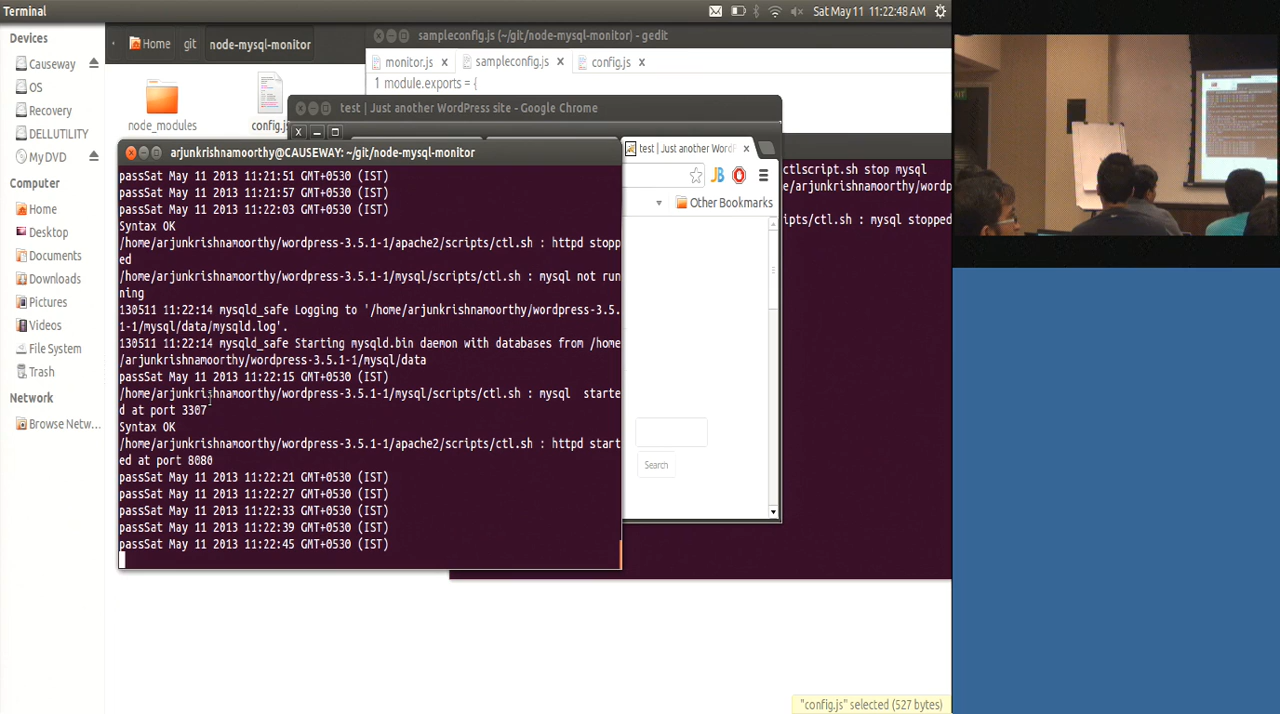 Terminal
Sat May 11 11:22:48 AM
Devices
Causeway
OS
Recovery
DELLUTILITY
My DVD
Computer
Home
Desktop
Documents
Downloads
Pictures
Videos
File System
Trash
Network
Browse Netw...
Home git node-mysql-monitor
node_modules
config.js
sampleconfig.js (~/git/node-mysql-monitor) - gedit
monitor.js sampleconfig.js config.js
1 module.exports = {
test | Just another WordPress site - Google Chrome
test | Just another WordP
Other Bookmarks
Search
ctlscript.sh stop mysql
e/arjunkrishnamoorthy/wordp
ipts/ctl.sh : mysql stopped
arjunkrishnamoorthy@CAUSEWAY: ~/git/node-mysql-monitor
passSat May 11 2013 11:21:51 GMT+0530 (IST)
passSat May 11 2013 11:21:57 GMT+0530 (IST)
passSat May 11 2013 11:22:03 GMT+0530 (IST)
Syntax OK
/home/arjunkrishnamoorthy/wordpress-3.5.1-1/apache2/scripts/ctl.sh : httpd stopp
ed
/home/arjunkrishnamoorthy/wordpress-3.5.1-1/mysql/scripts/ctl.sh : mysql not run
ning
130511 11:22:14 mysqld_safe Logging to '/home/arjunkrishnamoorthy/wordpress-3.5.
1-1/mysql/data/mysqld.log'.
130511 11:22:14 mysqld_safe Starting mysqld.bin daemon with databases from /home
/arjunkrishnamoorthy/wordpress-3.5.1-1/mysql/data
passSat May 11 2013 11:22:15 GMT+0530 (IST)
/home/arjunkrishnamoorthy/wordpress-3.5.1-1/mysql/scripts/ctl.sh : mysql  starte
d at port 3307
Syntax OK
/home/arjunkrishnamoorthy/wordpress-3.5.1-1/apache2/scripts/ctl.sh : httpd start
ed at port 8080
passSat May 11 2013 11:22:21 GMT+0530 (IST)
passSat May 11 2013 11:22:27 GMT+0530 (IST)
passSat May 11 2013 11:22:33 GMT+0530 (IST)
passSat May 11 2013 11:22:39 GMT+0530 (IST)
passSat May 11 2013 11:22:45 GMT+0530 (IST)
"config.js" selected (527 bytes)